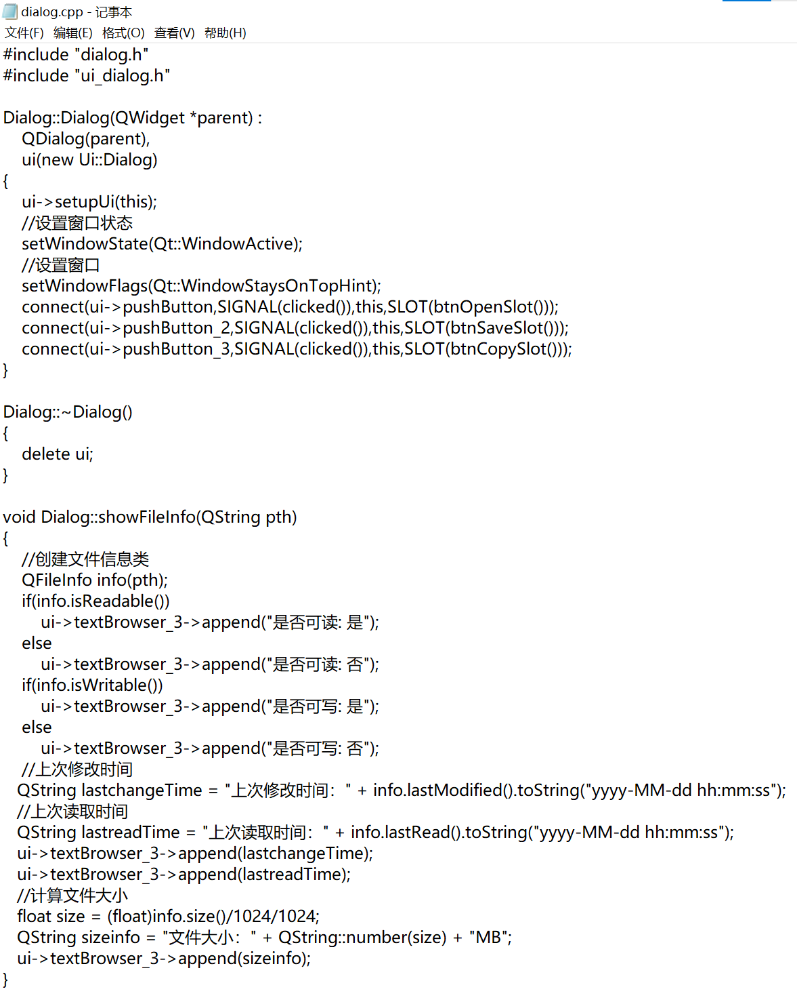 dialog.cpp - 记事本
文件(F) 编辑(E) 格式(O) 查看(V) 帮助(H)
#include "dialog.h"
#include "ui_dialog.h"

Dialog::Dialog(QWidget *parent) :
    QDialog(parent),
    ui(new Ui::Dialog)
{
    ui->setupUi(this);
    //设置窗口状态
    setWindowState(Qt::WindowActive);
    //设置窗口
    setWindowFlags(Qt::WindowStaysOnTopHint);
    connect(ui->pushButton,SIGNAL(clicked()),this,SLOT(btnOpenSlot()));
    connect(ui->pushButton_2,SIGNAL(clicked()),this,SLOT(btnSaveSlot()));
    connect(ui->pushButton_3,SIGNAL(clicked()),this,SLOT(btnCopySlot()));
}

Dialog::~Dialog()
{
    delete ui;
}

void Dialog::showFileInfo(QString pth)
{
    //创建文件信息类
    QFileInfo info(pth);
    if(info.isReadable())
        ui->textBrowser_3->append("是否可读: 是");
    else
        ui->textBrowser_3->append("是否可读: 否");
    if(info.isWritable())
        ui->textBrowser_3->append("是否可写: 是");
    else
        ui->textBrowser_3->append("是否可写: 否");
    //上次修改时间
   QString lastchangeTime = "上次修改时间：" + info.lastModified().toString("yyyy-MM-dd hh:mm:ss");
   //上次读取时间
   QString lastreadTime = "上次读取时间：" + info.lastRead().toString("yyyy-MM-dd hh:mm:ss");
   ui->textBrowser_3->append(lastchangeTime);
   ui->textBrowser_3->append(lastreadTime);
   //计算文件大小
   float size = (float)info.size()/1024/1024;
   QString sizeinfo = "文件大小：" + QString::number(size) + "MB";
   ui->textBrowser_3->append(sizeinfo);
}